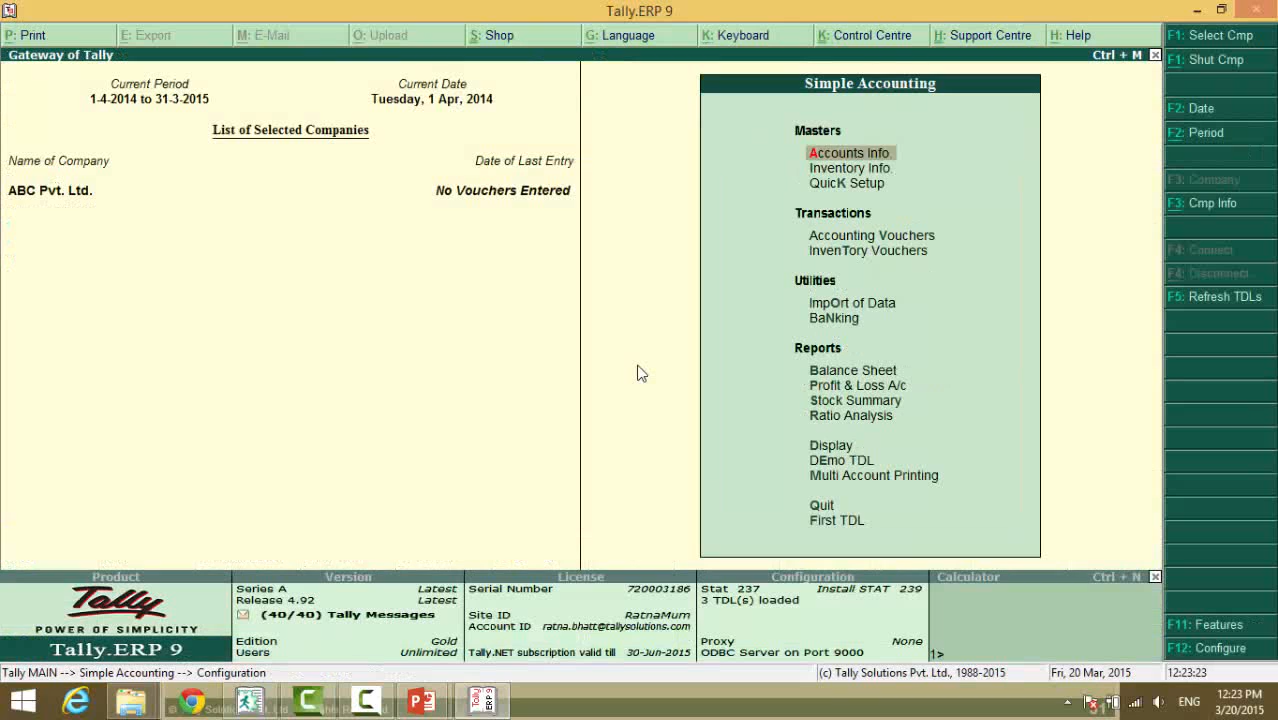 Tally.ERP 9
P: Print E: Export M: E-Mail O: Upload S: Shop G: Language K: Keyboard K: Control Centre H: Support Centre H: Help
Gateway of Tally Ctrl + M
Current Period Current Date
1-4-2014 to 31-3-2015 Tuesday, 1 Apr, 2014
List of Selected Companies
Name of Company Date of Last Entry
ABC Pvt. Ltd. No Vouchers Entered
Simple Accounting
Masters
Accounts Info.
Inventory Info.
QuicK Setup
Transactions
Accounting Vouchers
InvenTory Vouchers
Utilities
ImpOrt of Data
BaNking
Reports
Balance Sheet
Profit & Loss A/c
Stock Summary
Ratio Analysis
Display
DEmo TDL
Multi Account Printing
Quit
First TDL
F1: Select Cmp
F1: Shut Cmp
F2: Date
F2: Period
F3: Company
F3: Cmp Info
F4: Connect
F4: Disconnect
F5: Refresh TDLs
F11: Features
F12: Configure
Product Version License Configuration Calculator Ctrl + N
Tally
POWER OF SIMPLICITY
Tally.ERP 9
Series A Latest
Release 4.92 Latest
(40/40) Tally Messages
Edition Gold
Users Unlimited
Serial Number 720003186
Site ID RatnaMum
Account ID ratna.bhatt@tallysolutions.com
Tally.NET subscription valid till 30-Jun-2015
Stat 237 Install STAT 239
3 TDL(s) loaded
Proxy None
ODBC Server on Port 9000
1>
Tally MAIN --> Simple Accounting --> Configuration (c) Tally Solutions Pvt. Ltd., 1988-2015 Fri, 20 Mar, 2015 12:23:23
ENG 12:23 PM
3/20/2015